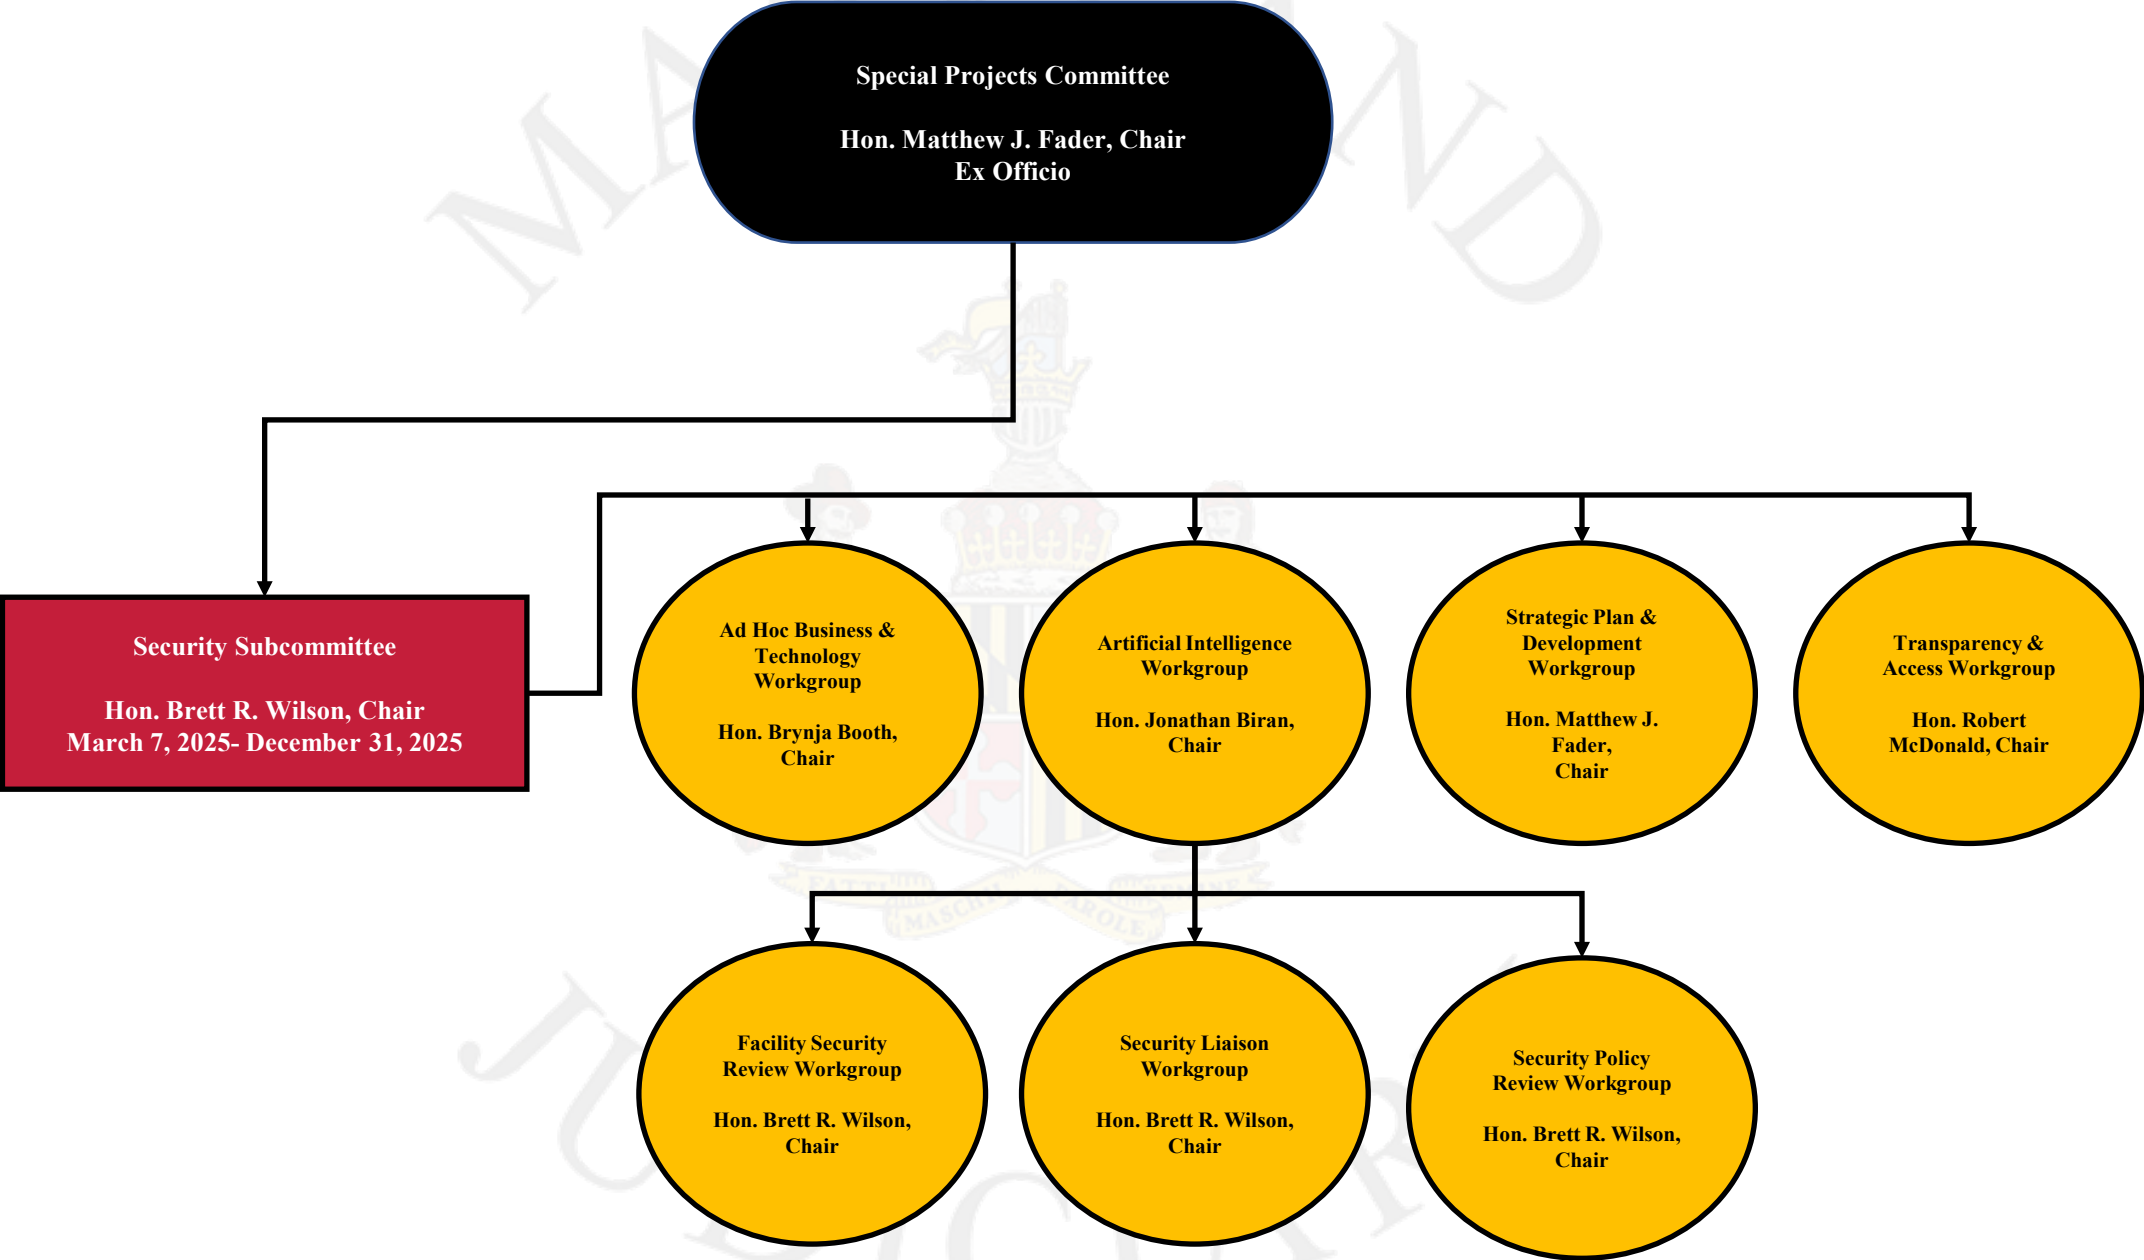 Special Projects Committee
Hon. Matthew J. Fader, Chair
Ex Officio
Security Subcommittee
Hon. Brett R. Wilson, Chair
March 7, 2025- December 31, 2025
Ad Hoc Business &
Technology
Workgroup
Hon. Brynja Booth,
Chair
Artificial Intelligence
Workgroup
Hon. Jonathan Biran,
Chair
Strategic Plan &
Development
Workgroup
Hon. Matthew J.
Fader,
Chair
Transparency &
Access Workgroup
Hon. Robert
McDonald, Chair
Facility Security
Review Workgroup
Hon. Brett R. Wilson,
Chair
Security Liaison
Workgroup
Hon. Brett R. Wilson,
Chair
Security Policy
Review Workgroup
Hon. Brett R. Wilson,
Chair
FATTI
MASCHII
PAROLE